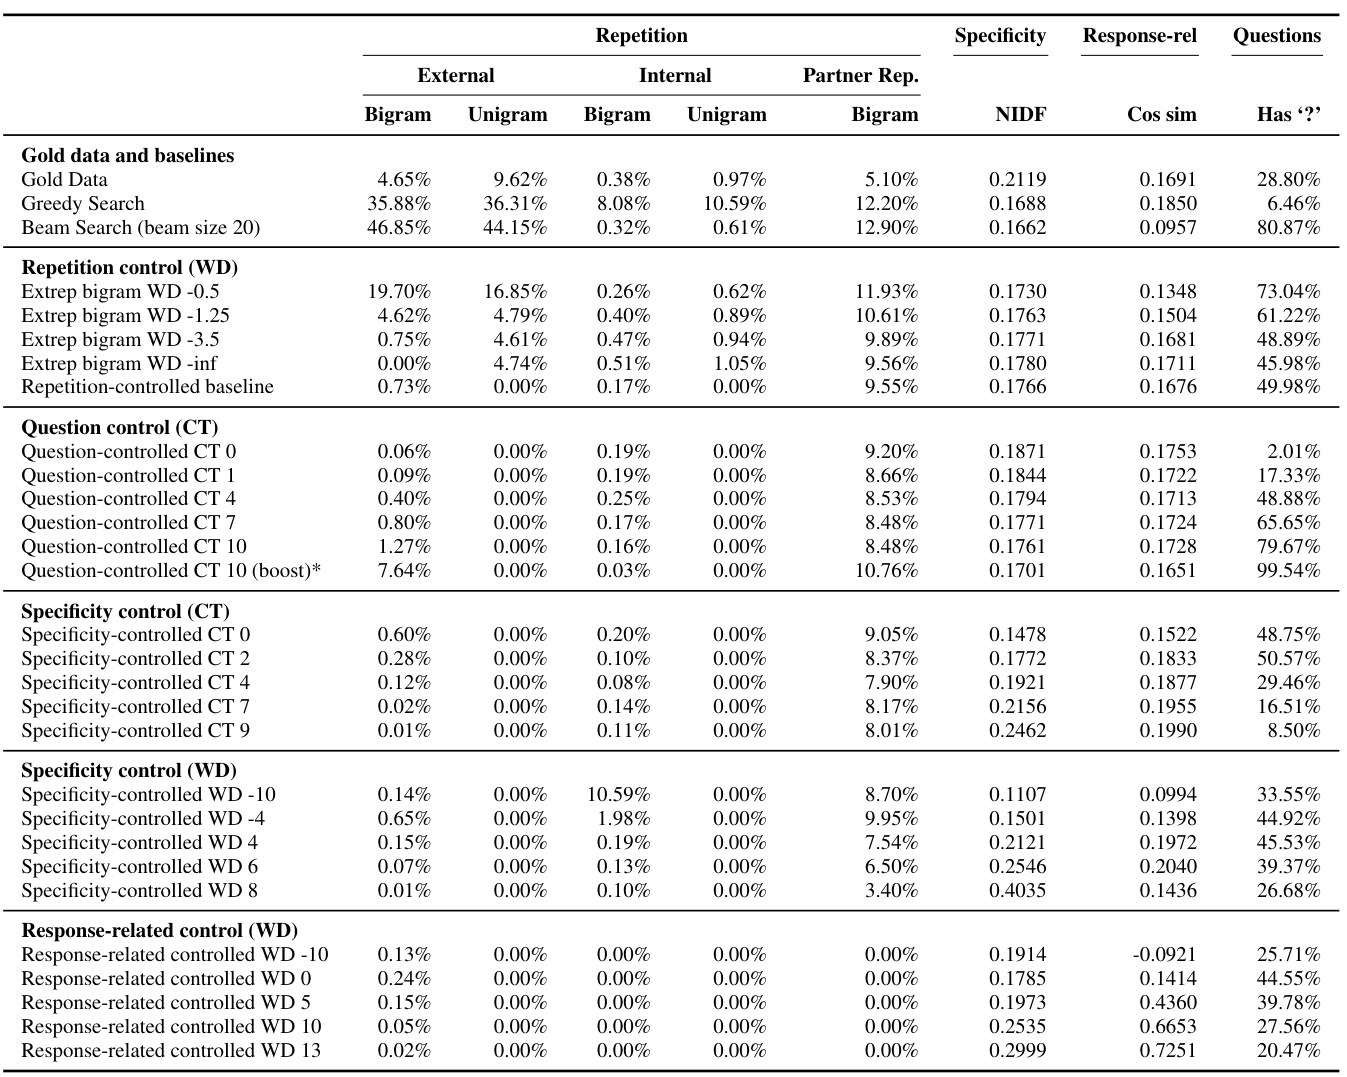 Repetition Specificity Response-rel Questions
External Internal Partner Rep.
Bigram Unigram Bigram Unigram Bigram NIDF Cos sim Has ‘?’
Gold data and baselines
Gold Data 4.65% 9.62% 0.38% 0.97% 5.10% 0.2119 0.1691 28.80%
Greedy Search 35.88% 36.31% 8.08% 10.59% 12.20% 0.1688 0.1850 6.46%
Beam Search (beam size 20) 46.85% 44.15% 0.32% 0.61% 12.90% 0.1662 0.0957 80.87%
Repetition control (WD)
Extrep bigram WD -0.5 19.70% 16.85% 0.26% 0.62% 11.93% 0.1730 0.1348 73.04%
Extrep bigram WD -1.25 4.62% 4.79% 0.40% 0.89% 10.61% 0.1763 0.1504 61.22%
Extrep bigram WD -3.5 0.75% 4.61% 0.47% 0.94% 9.89% 0.1771 0.1681 48.89%
Extrep bigram WD -inf 0.00% 4.74% 0.51% 1.05% 9.56% 0.1780 0.1711 45.98%
Repetition-controlled baseline 0.73% 0.00% 0.17% 0.00% 9.55% 0.1766 0.1676 49.98%
Question control (CT)
Question-controlled CT 0 0.06% 0.00% 0.19% 0.00% 9.20% 0.1871 0.1753 2.01%
Question-controlled CT 1 0.09% 0.00% 0.19% 0.00% 8.66% 0.1844 0.1722 17.33%
Question-controlled CT 4 0.40% 0.00% 0.25% 0.00% 8.53% 0.1794 0.1713 48.88%
Question-controlled CT 7 0.80% 0.00% 0.17% 0.00% 8.48% 0.1771 0.1724 65.65%
Question-controlled CT 10 1.27% 0.00% 0.16% 0.00% 8.48% 0.1761 0.1728 79.67%
Question-controlled CT 10 (boost)* 7.64% 0.00% 0.03% 0.00% 10.76% 0.1701 0.1651 99.54%
Specificity control (CT)
Specificity-controlled CT 0 0.60% 0.00% 0.20% 0.00% 9.05% 0.1478 0.1522 48.75%
Specificity-controlled CT 2 0.28% 0.00% 0.10% 0.00% 8.37% 0.1772 0.1833 50.57%
Specificity-controlled CT 4 0.12% 0.00% 0.08% 0.00% 7.90% 0.1921 0.1877 29.46%
Specificity-controlled CT 7 0.02% 0.00% 0.14% 0.00% 8.17% 0.2156 0.1955 16.51%
Specificity-controlled CT 9 0.01% 0.00% 0.11% 0.00% 8.01% 0.2462 0.1990 8.50%
Specificity control (WD)
Specificity-controlled WD -10 0.14% 0.00% 10.59% 0.00% 8.70% 0.1107 0.0994 33.55%
Specificity-controlled WD -4 0.65% 0.00% 1.98% 0.00% 9.95% 0.1501 0.1398 44.92%
Specificity-controlled WD 4 0.15% 0.00% 0.19% 0.00% 7.54% 0.2121 0.1972 45.53%
Specificity-controlled WD 6 0.07% 0.00% 0.13% 0.00% 6.50% 0.2546 0.2040 39.37%
Specificity-controlled WD 8 0.01% 0.00% 0.10% 0.00% 3.40% 0.4035 0.1436 26.68%
Response-related control (WD)
Response-related controlled WD -10 0.13% 0.00% 0.00% 0.00% 0.00% 0.1914 -0.0921 25.71%
Response-related controlled WD 0 0.24% 0.00% 0.00% 0.00% 0.00% 0.1785 0.1414 44.55%
Response-related controlled WD 5 0.15% 0.00% 0.00% 0.00% 0.00% 0.1973 0.4360 39.78%
Response-related controlled WD 10 0.05% 0.00% 0.00% 0.00% 0.00% 0.2535 0.6653 27.56%
Response-related controlled WD 13 0.02% 0.00% 0.00% 0.00% 0.00% 0.2999 0.7251 20.47%